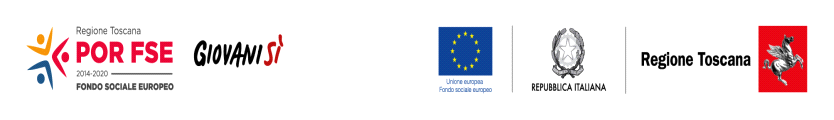 Regione Toscana
POR FSE
2014-2020
FONDO SOCIALE EUROPEO
GIOVANISÌ
Unione europea
Fondo sociale europeo
REPUBBLICA ITALIANA
Regione Toscana